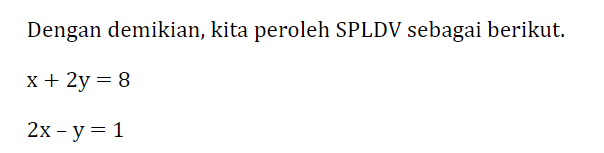 Dengan demikian, kita peroleh SPLDV sebagai berikut.
x + 2y = 8
2x – y = 1